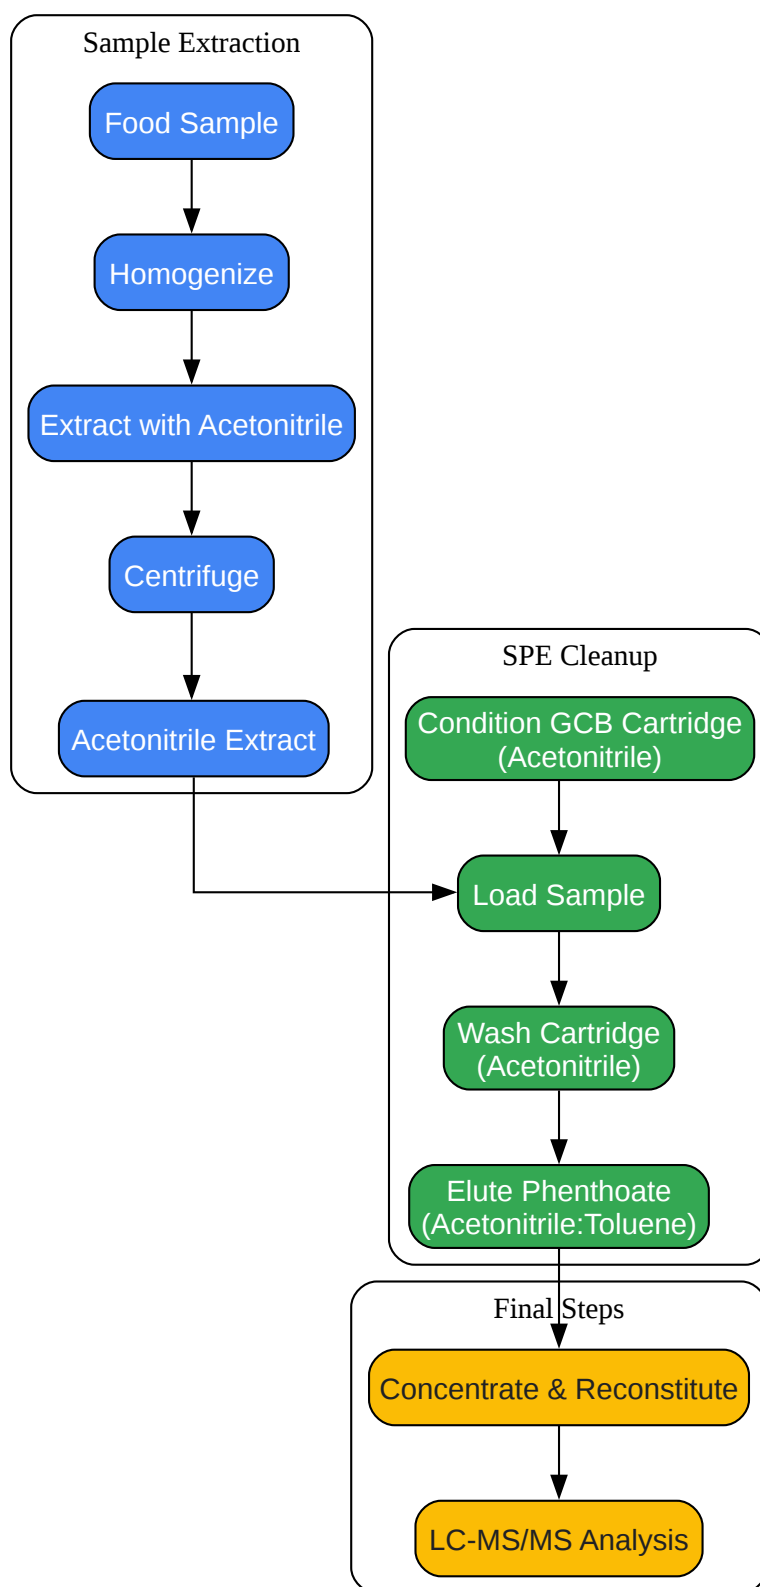 Sample Extraction
Food Sample
Homogenize
Extract with Acetonitrile
Centrifuge
Acetonitrile Extract
SPE Cleanup
Condition GCB Cartridge
(Acetonitrile)
Load Sample
Wash Cartridge
(Acetonitrile)
Elute Phenthoate
(Acetonitrile:Toluene)
Final Steps
Concentrate & Reconstitute
LC-MS/MS Analysis